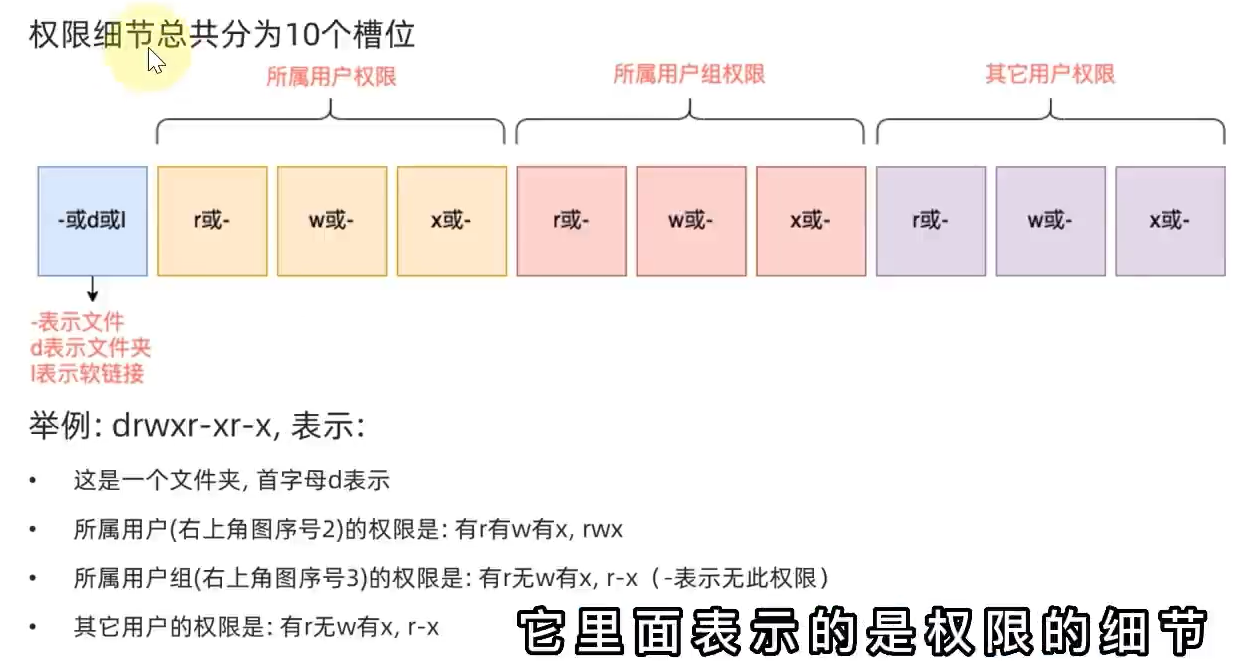 权限细节总共分为10个槽位
所属用户权限
所属用户组权限
其它用户权限
-或d或l
r或-
w或-
x或-
r或-
w或-
x或-
r或-
w或-
x或-
-表示文件
d表示文件夹
l表示软链接
举例: drwxr-xr-x, 表示:
• 这是一个文件夹, 首字母d表示
• 所属用户(右上角图序号2)的权限是: 有r有w有x, rwx
• 所属用户组(右上角图序号3)的权限是: 有r无w有x, r-x（-表示无此权限）
• 其它用户的权限是: 有r无w有x, r-x
它里面表示的是权限的细节